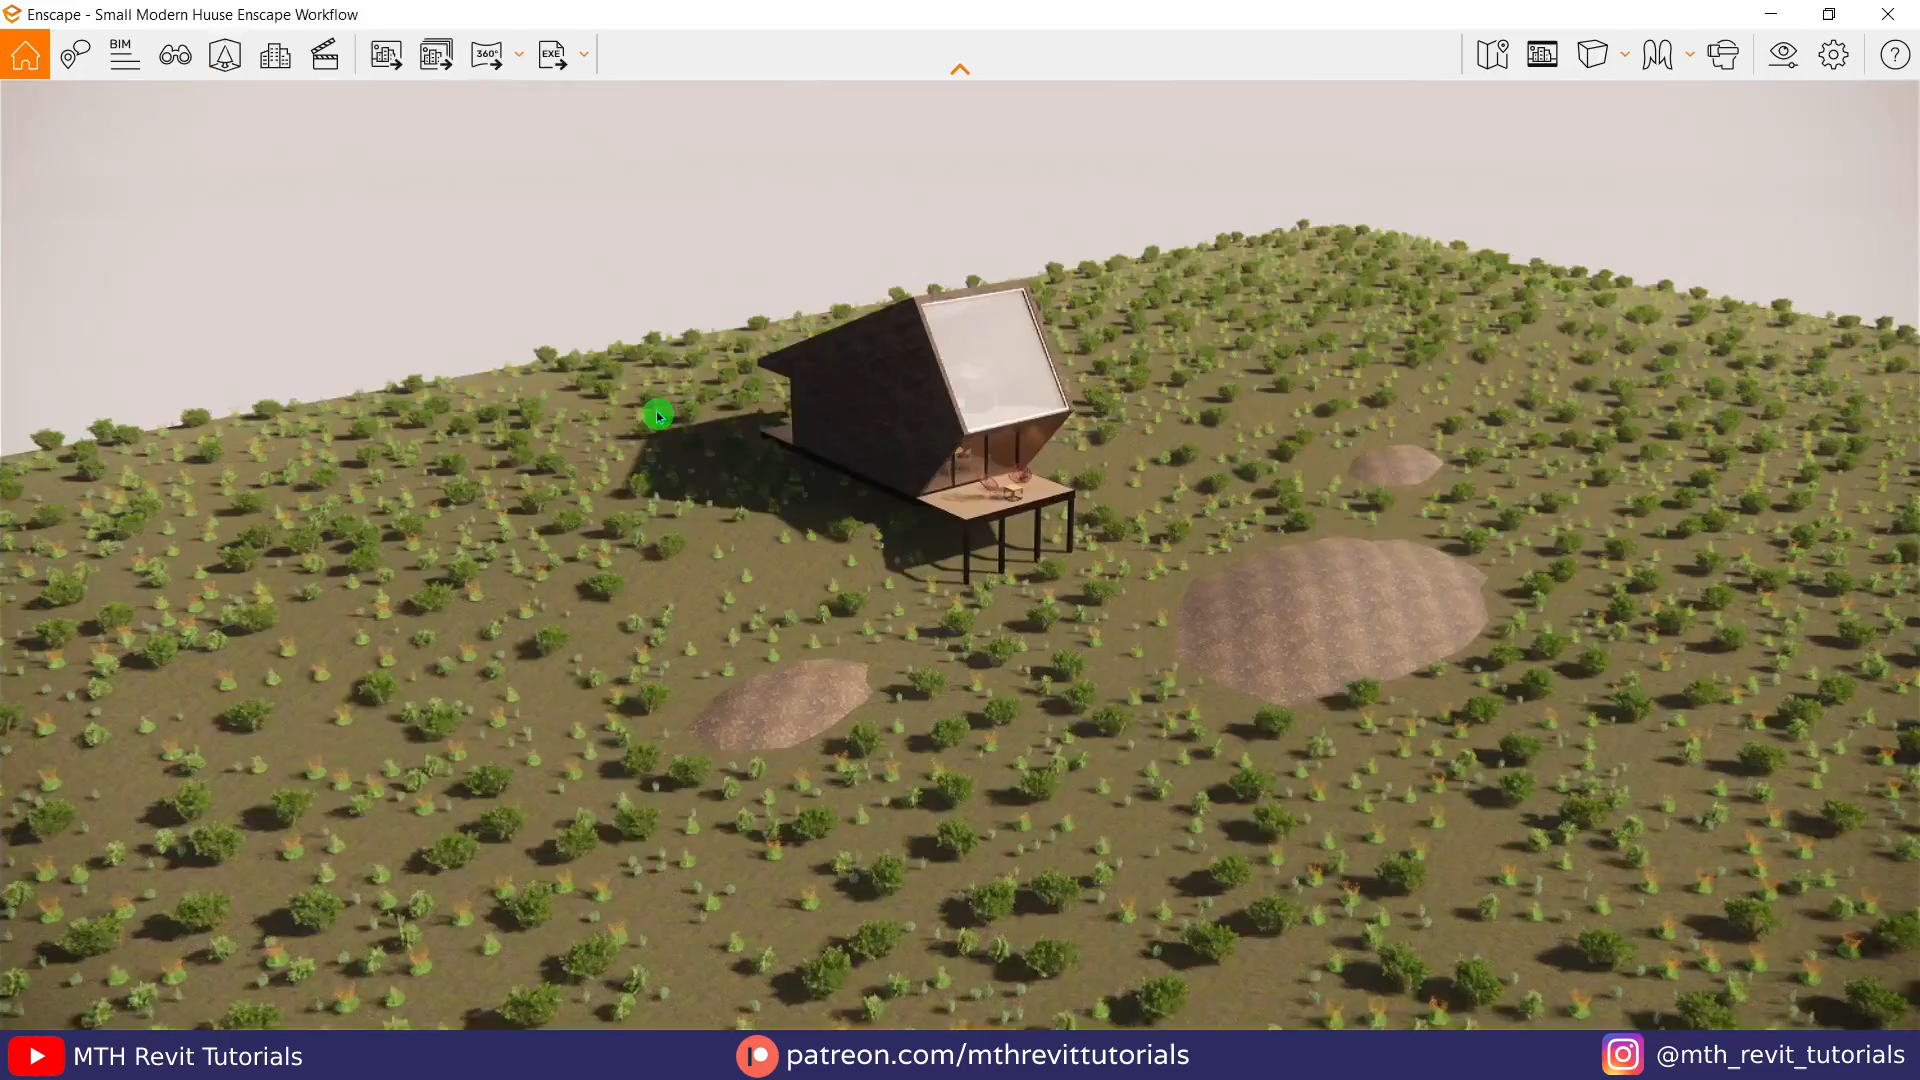 Enscape - Small Modern Huuse Enscape Workflow
BIM
360°
EXE
?
MTH Revit Tutorials
patreon.com/mthrevittutorials
@mth_revit_tutorials